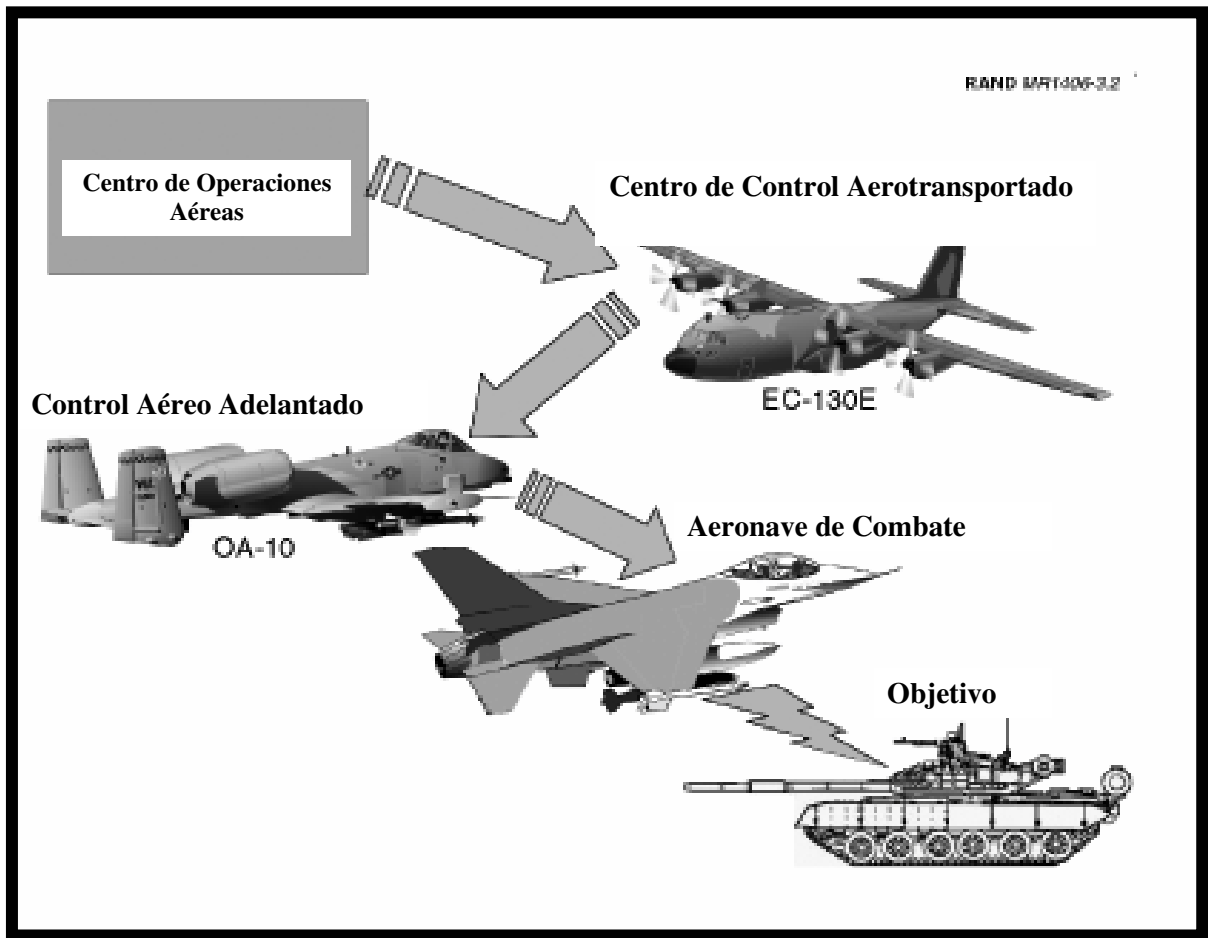 RAND MR1406-3.2
Centro de Operaciones
Aéreas
Centro de Control Aerotransportado
EC-130E
Control Aéreo Adelantado
OA-10
Aeronave de Combate
Objetivo